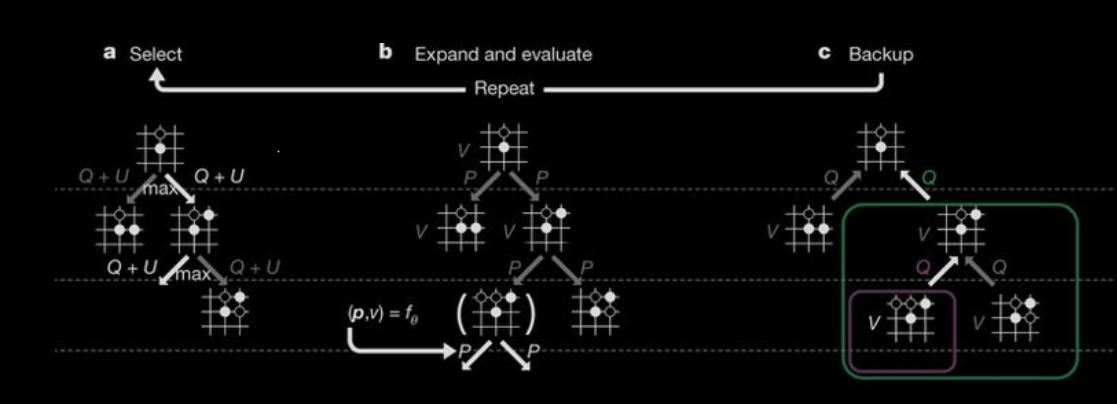 a Select
b Expand and evaluate
c Backup
Repeat
Q + U
max
Q + U
Q + U
max
Q + U
V
P
P
V
V
P
P
(p,v) = fθ
P
P
Q
Q
V
V
Q
Q
V
V